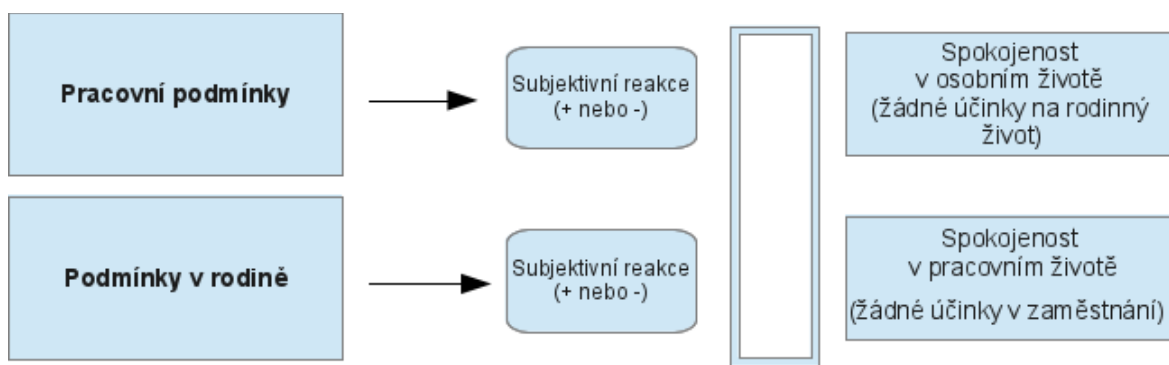 Pracovní podmínky
Subjektivní reakce
(+ nebo -)
Spokojenost
v osobním životě
(žádné účinky na rodinný
život)
Podmínky v rodině
Subjektivní reakce
(+ nebo -)
Spokojenost
v pracovním životě
(žádné účinky v zaměstnání)